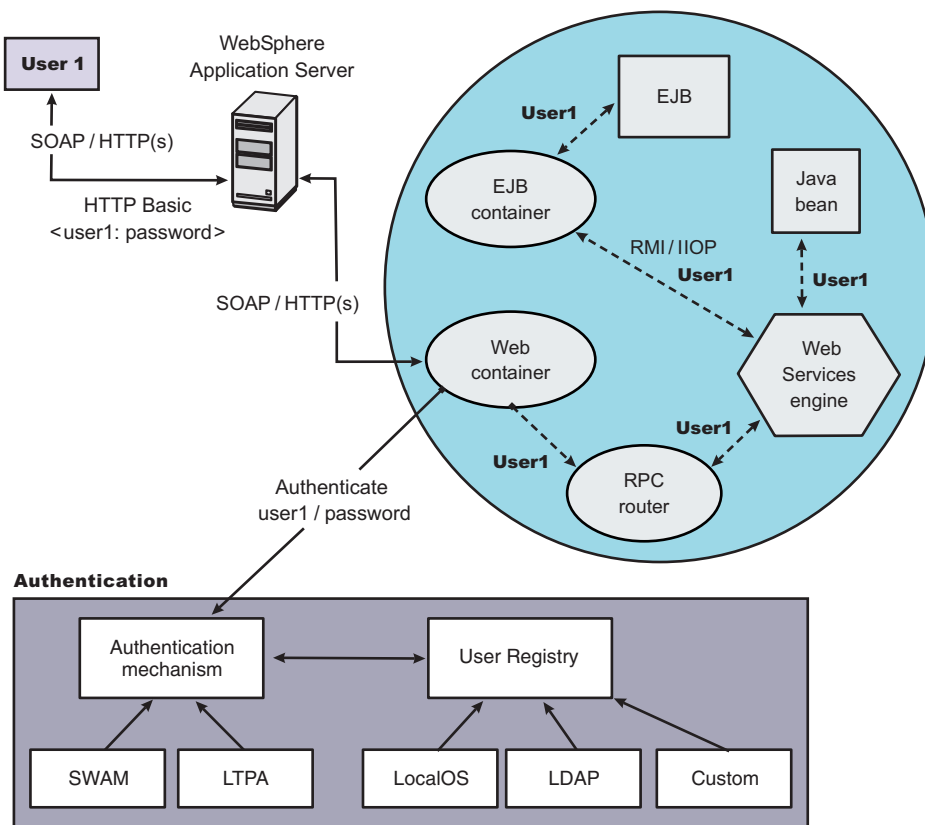 User 1
WebSphere
Application Server
SOAP / HTTP(s)
HTTP Basic
<user1: password>
SOAP / HTTP(s)
EJB
User1
EJB
container
Java
bean
RMI / IIOP
User1
User1
Web
container
Web
Services
engine
User1
User1
RPC
router
Authenticate
user1 / password
Authentication
Authentication
mechanism
User Registry
SWAM
LTPA
LocalOS
LDAP
Custom